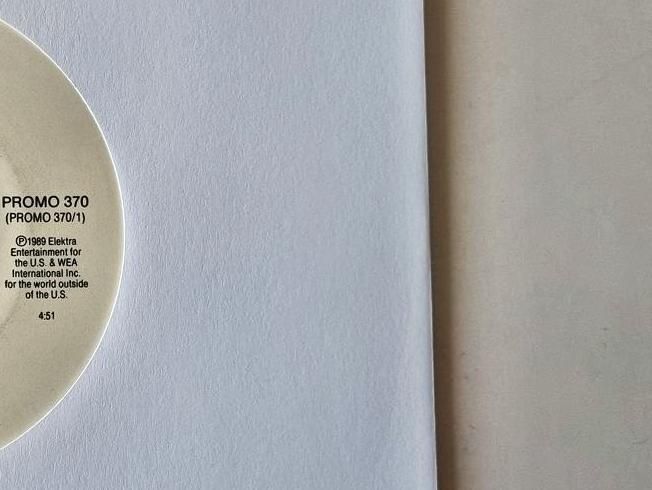 PROMO 370
(PROMO 370/1)
℗1989 Elektra
Entertainment for
the U.S. & WEA
International Inc.
for the world outside
of the U.S.
4:51